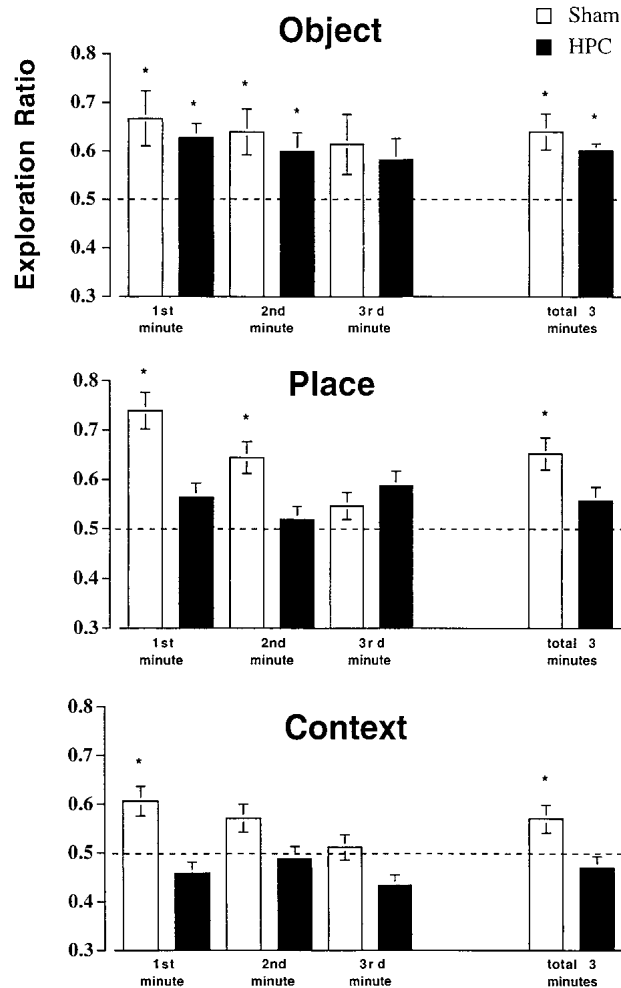 Object
Sham
HPC
Exploration Ratio
0.8
0.7
0.6
0.5
0.4
0.3
* * * * * *
1st minute
2nd minute
3rd minute
total 3 minutes
Place
0.8
0.7
0.6
0.5
0.4
0.3
* * *
1st minute
2nd minute
3rd minute
total 3 minutes
Context
0.8
0.7
0.6
0.5
0.4
0.3
* *
1st minute
2nd minute
3rd minute
total 3 minutes